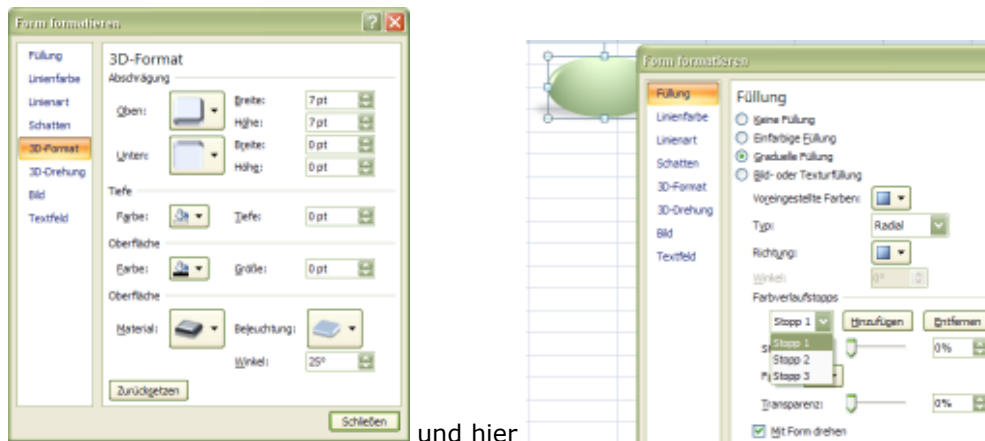 Form formatieren
Füllung
Linienfarbe
Linienart
Schatten
3D-Format
3D-Drehung
Bild
Textfeld
3D-Format
Abschrägung
Oben: Breite: 7 pt
Höhe: 7 pt
Unten: Breite: 0 pt
Höhe: 0 pt
Tiefe
Farbe: Tiefe: 0 pt
Oberfläche
Farbe: Größe: 0 pt
Oberfläche
Material: Beleuchtung:
Winkel: 25°
Zurücksetzen
Schließen
und hier
Form formatieren
Füllung
Linienfarbe
Linienart
Schatten
3D-Format
3D-Drehung
Bild
Textfeld
Füllung
Keine Füllung
Einfarbige Füllung
Graduelle Füllung
Bild- oder Texturfüllung
Voreingestellte Farben:
Typ: Radial
Richtung:
Winkel: 0°
Farbverlaufstopps
Stopp 1 Hinzufügen Entfernen
Stopp 1 0%
Stopp 2
Stopp 3
Transparenz: 0%
Mit Form drehen